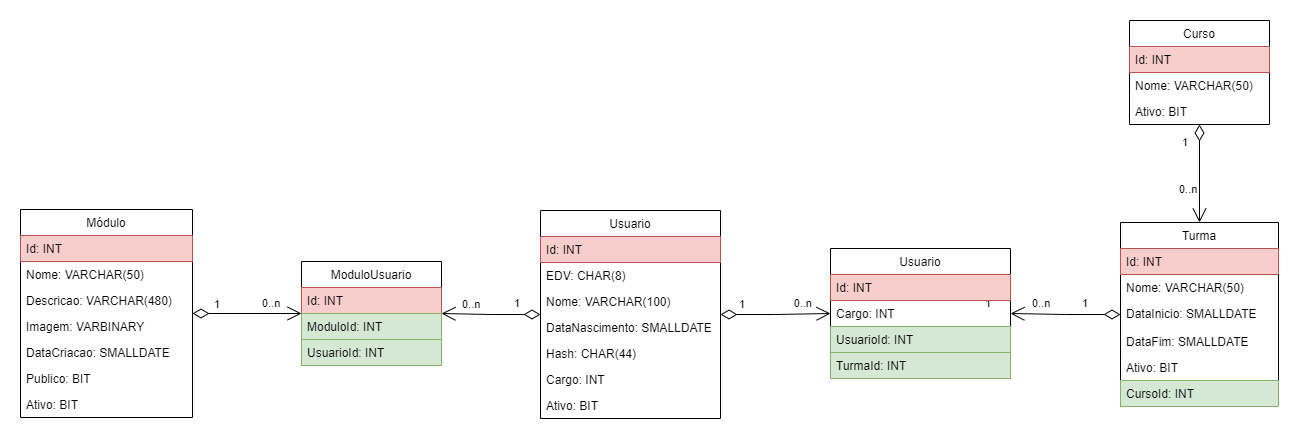 Curso
Id: INT
Nome: VARCHAR(50)
Ativo: BIT
1
0..n
Módulo
Id: INT
Nome: VARCHAR(50)
Descricao: VARCHAR(480)
Imagem: VARBINARY
DataCriacao: SMALLDATE
Publico: BIT
Ativo: BIT
1
0..n
ModuloUsuario
Id: INT
ModuloId: INT
UsuarioId: INT
0..n
1
Usuario
Id: INT
EDV: CHAR(8)
Nome: VARCHAR(100)
DataNascimento: SMALLDATE
Hash: CHAR(44)
Cargo: INT
Ativo: BIT
1
0..n
Usuario
Id: INT
Cargo: INT
UsuarioId: INT
TurmaId: INT
1
0..n
1
Turma
Id: INT
Nome: VARCHAR(50)
DataInicio: SMALLDATE
DataFim: SMALLDATE
Ativo: BIT
CursoId: INT